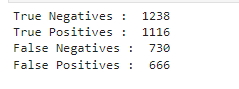 True Negatives :  1238
True Positives :  1116
False Negatives :  730
False Positives :  666